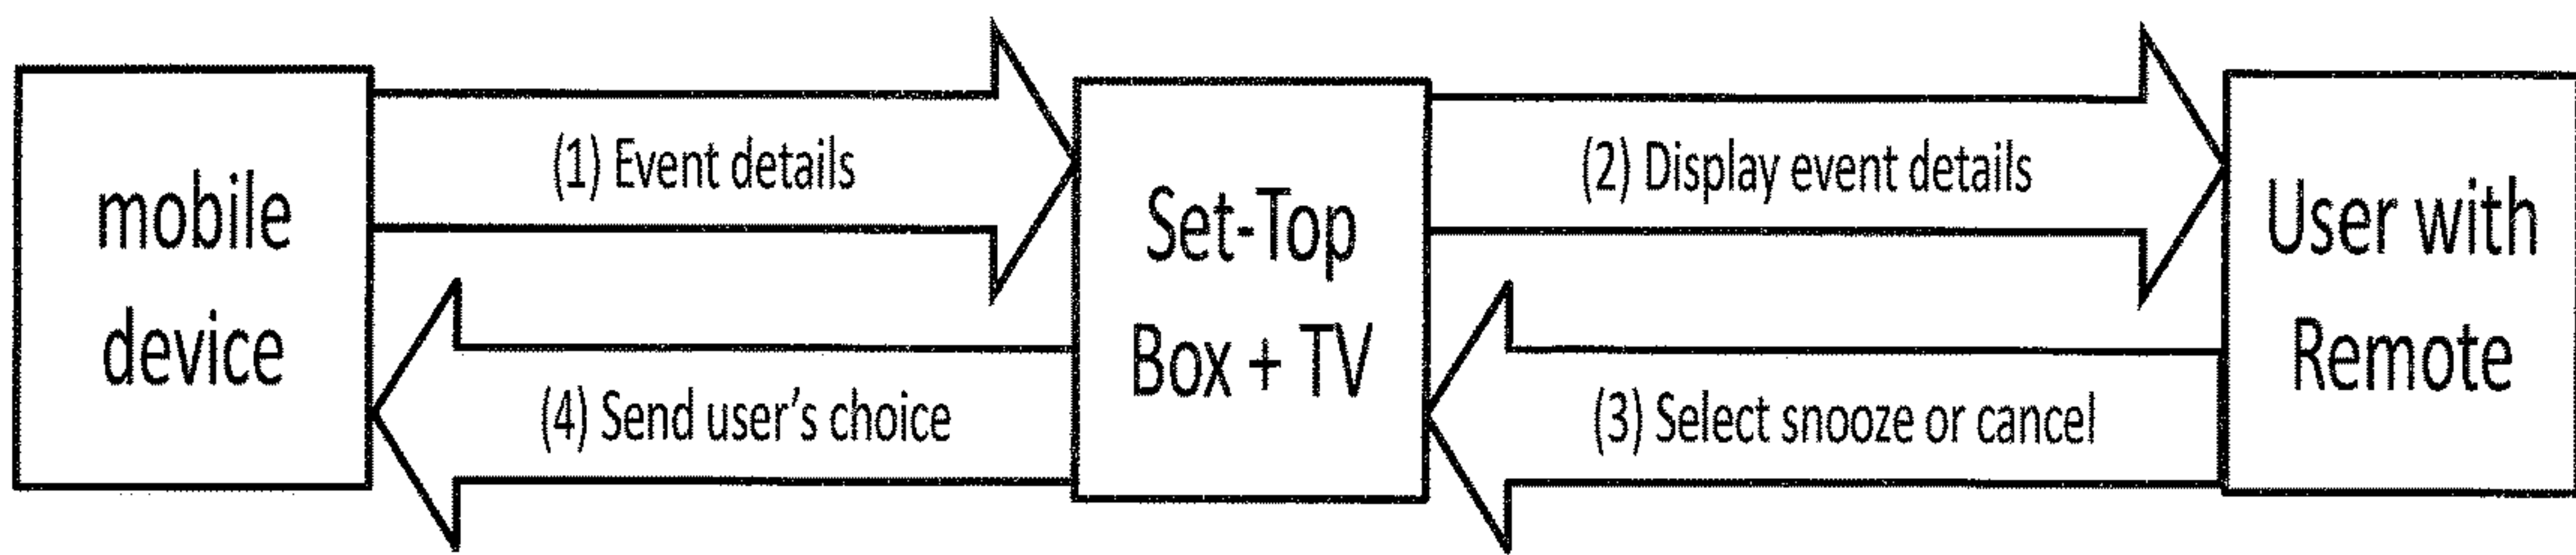 mobile
device
(1) Event details
(4) Send user's choice
Set-Top
Box + TV
(2) Display event details
(3) Select snooze or cancel
User with
Remote